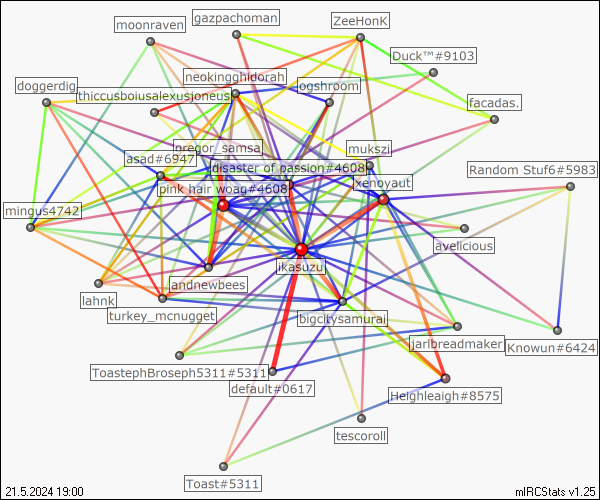 moonraven
gazpachoman
ZeeHonK
Duck™#9103
doggerdig
neokingghidorah
thiccusboiusalexusjoneus
ogshroom
facadas.
gregor_samsa
mukszi
asad#6947
disaster of passion#4608
Random Stuf6#5983
pink hair woag#4608
xenoyaut
mingus4742
avelicious
ikasuzu
jandnewbees
lahnk
turkey_mcnugget
bigcitysamurai
jarlbreadmaker
Knowun#6424
ToastephBroseph5311#5311
default#0617
Heighleaigh#8575
tescoroll
Toast#5311
21.5.2024 19:00
mIRCStats v1.25